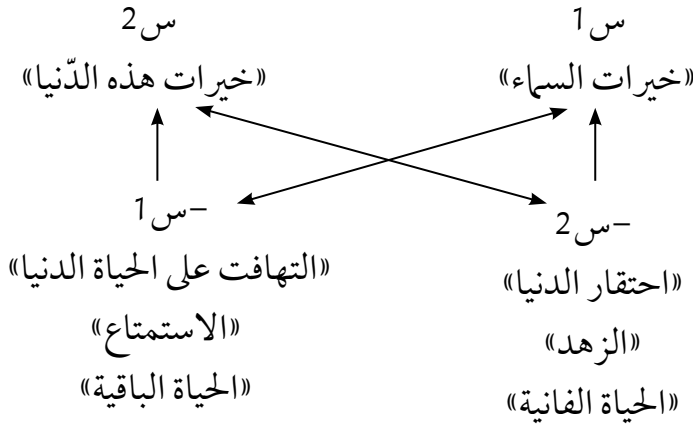 س1
«خيرات السماء»
س2
«خيرات هذه الدّنيا»
–س2
«احتقار الدنيا»
«الزهد»
«الحياة الفانية»
–س1
«التهافت على الحياة الدنيا»
«الاستمتاع»
«الحياة الباقية»